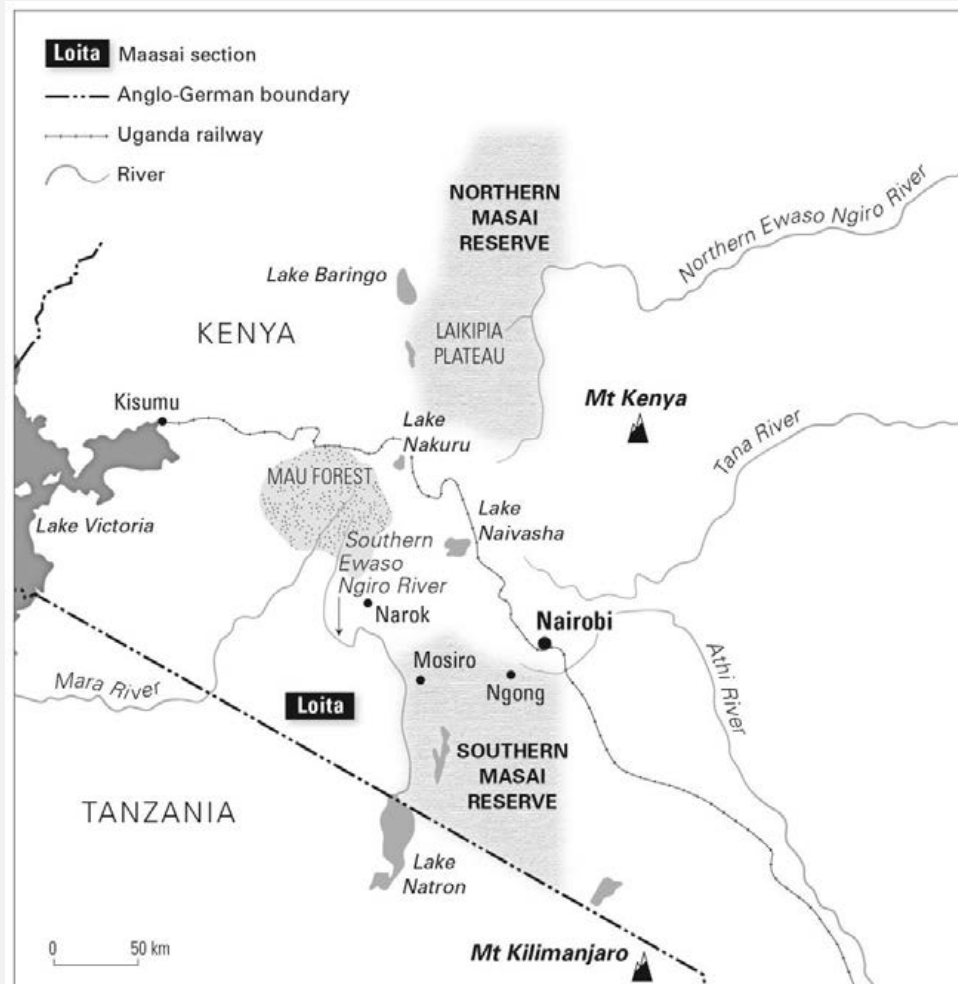 Loita Maasai section
Anglo-German boundary
Uganda railway
River
NORTHERN
MASAI
RESERVE
Northern Ewaso Ngiro River
Lake Baringo
KENYA
LAIKIPIA
PLATEAU
Mt Kenya
Kisumu
Lake
Nakuru
Tana River
MAU FOREST
Lake
Naivasha
Lake Victoria
Southern
Ewaso
Ngiro River
Narok
Nairobi
Mosiro
Ngong
Athi River
Mara River
Loita
SOUTHERN
MASAI
RESERVE
TANZANIA
Lake
Natron
0 50 km
Mt Kilimanjaro